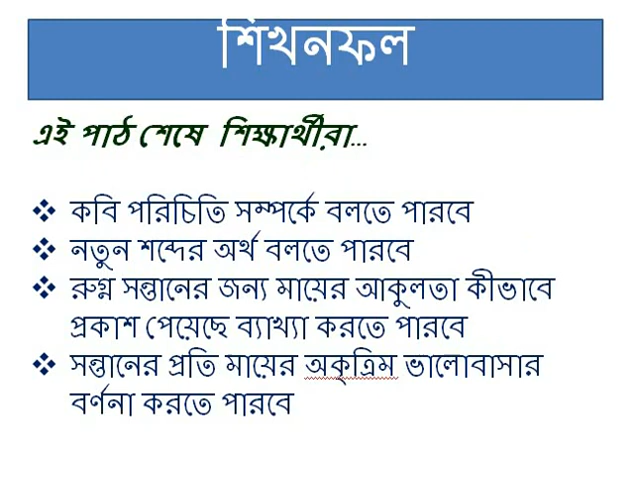 শিখনফল
এই পাঠ শেষে শিক্ষার্থীরা...
❖ কবি পরিচিতি সম্পর্কে বলতে পারবে
❖ নতুন শব্দের অর্থ বলতে পারবে
❖ রুগ্ন সন্তানের জন্য মায়ের আকুলতা কীভাবে
প্রকাশ পেয়েছে ব্যাখ্যা করতে পারবে
❖ সন্তানের প্রতি মায়ের অকৃত্রিম ভালোবাসার
বর্ণনা করতে পারবে